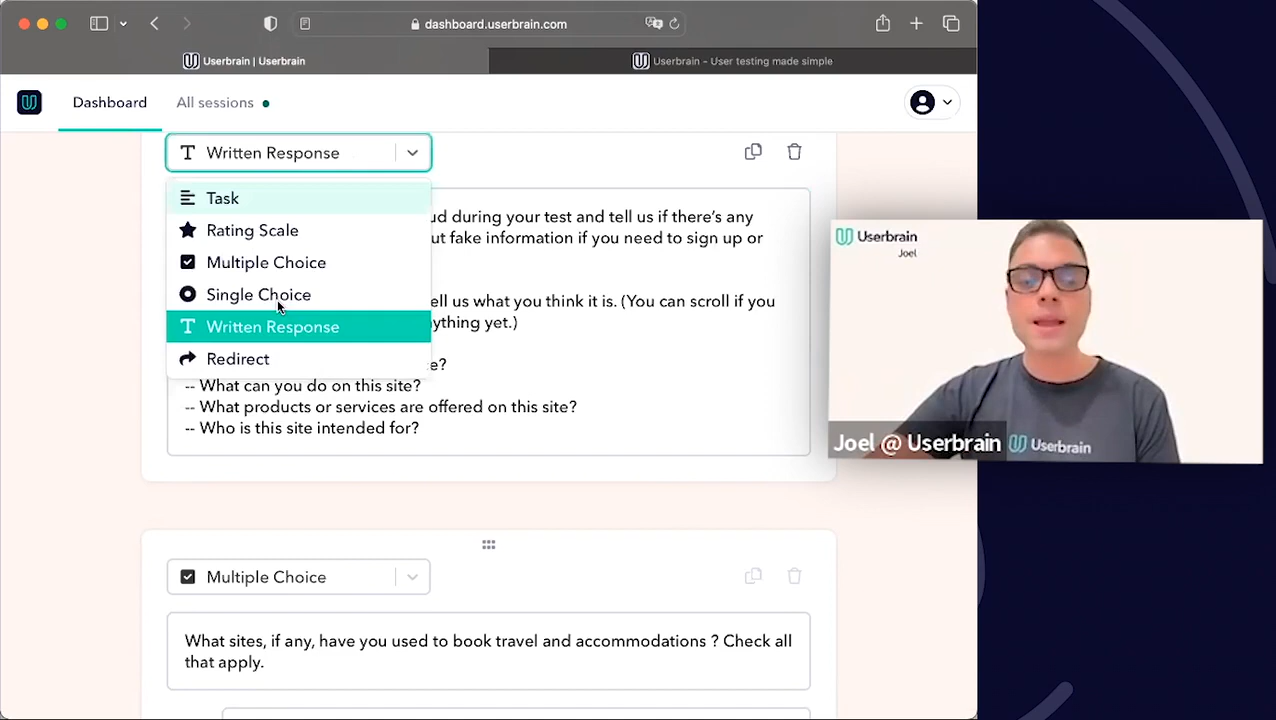 dashboard.userbrain.com
Userbrain | Userbrain
Userbrain – User testing made simple
Dashboard
All sessions
Written Response
Task
Rating Scale
Multiple Choice
Single Choice
Written Response
Redirect
ud during your test and tell us if there's any
ut fake information if you need to sign up or
ell us what you think it is. (You can scroll if you
ything yet.)
e?
-- What can you do on this site?
-- What products or services are offered on this site?
-- Who is this site intended for?
Multiple Choice
What sites, if any, have you used to book travel and accommodations ? Check all
that apply.
Userbrain
Joel
Joel @ Userbrain
Userbrain